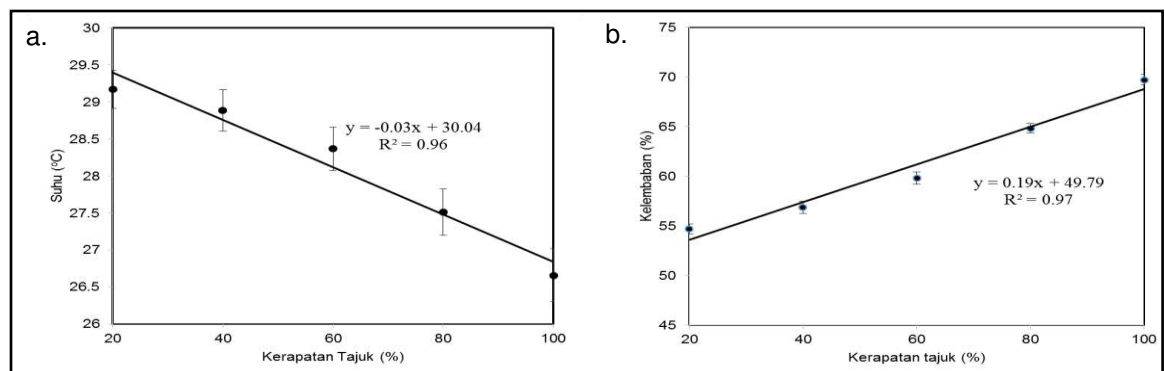 a.
30
29.5
29
28.5
28
27.5
27
26.5
26
Suhu (ºC)
y = -0.03x + 30.04
R² = 0.96
20 40 60 80 100
Kerapatan Tajuk (%)
b.
70
65
60
55
50
45
Kelembaban (%)
y = 0.19x + 49.79
R² = 0.97
20 40 60 80 100
Kerapatan tajuk (%)